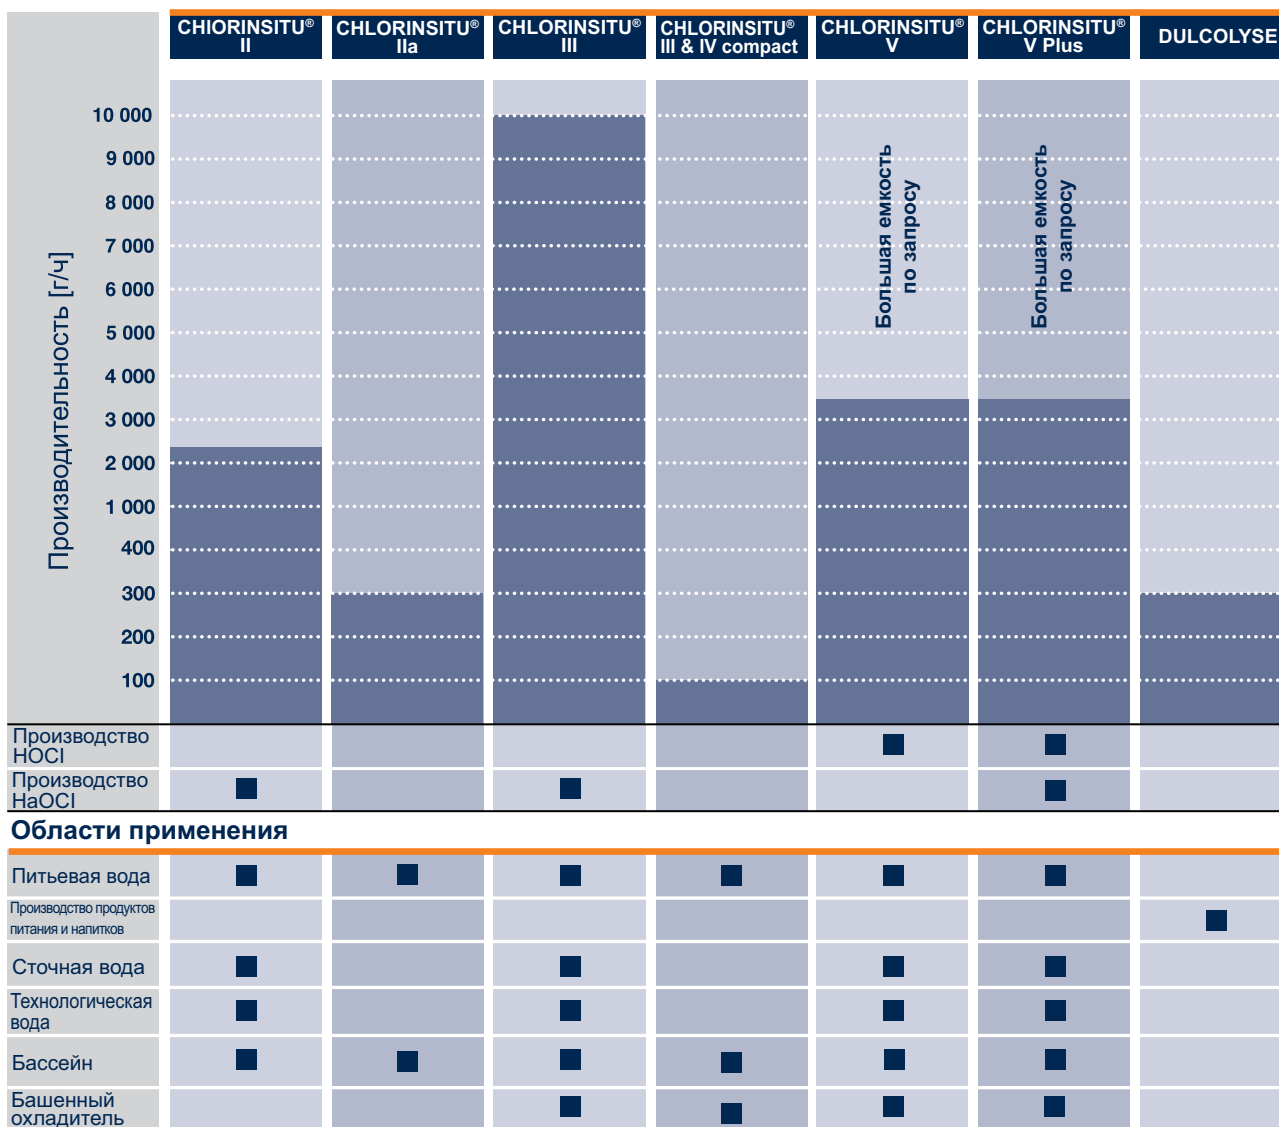 CHIORINSITU®
II
CHLORINSITU®
IIa
CHLORINSITU®
III
CHLORINSITU®
III & IV compact
CHLORINSITU®
V
CHLORINSITU®
V Plus
DULCOLYSE
Производительность [г/ч]
10 000
9 000
8 000
7 000
6 000
5 000
4 000
3 000
2 000
1 000
400
300
200
100
Большая емкость
по запросу
Большая емкость
по запросу
Производство
HOCl
Производство
НаOCl
Области применения
Питьевая вода
Производство продуктов
питания и напитков
Сточная вода
Технологическая
вода
Бассейн
Башенный
охладитель